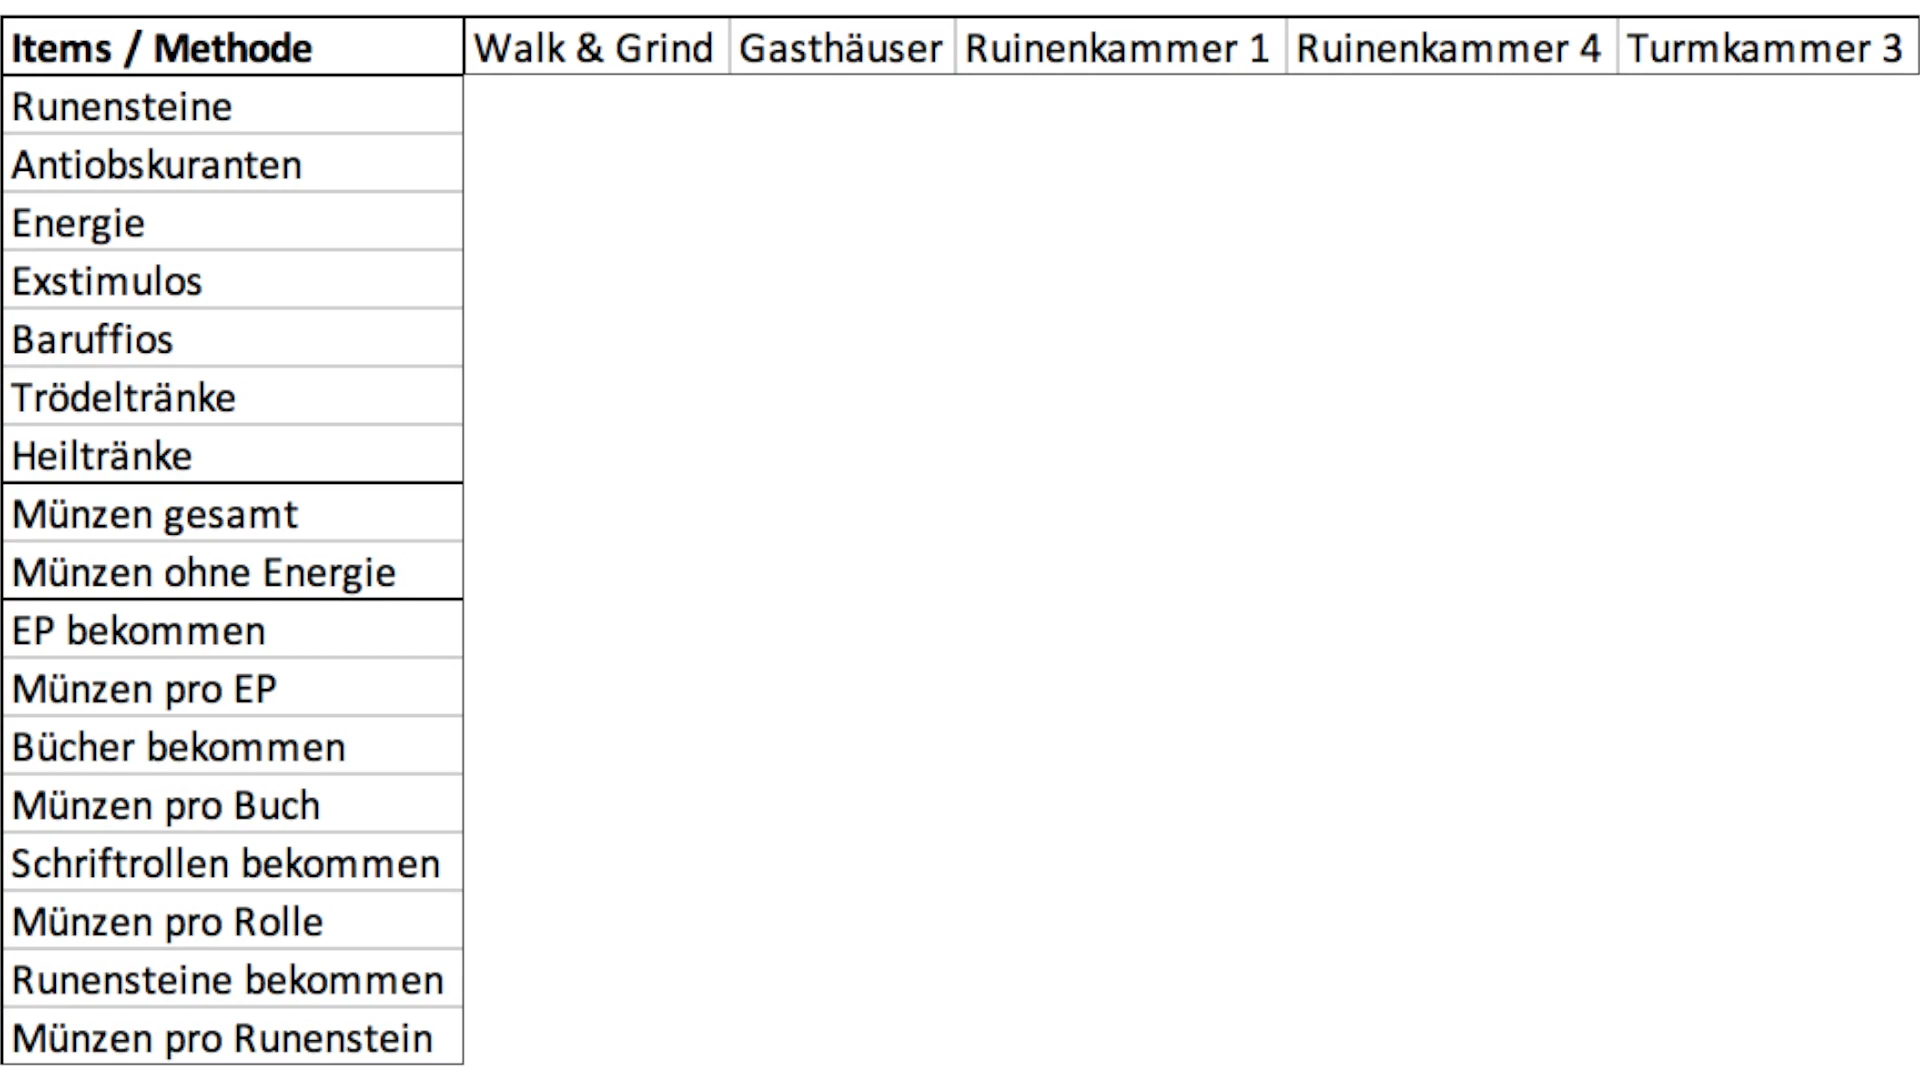 Items / Methode Walk & Grind Gasthäuser Ruinenkammer 1 Ruinenkammer 4 Turmkammer 3
Runensteine
Antiobskuranten
Energie
Exstimulos
Baruffios
Trödeltränke
Heiltränke
Münzen gesamt
Münzen ohne Energie
EP bekommen
Münzen pro EP
Bücher bekommen
Münzen pro Buch
Schriftrollen bekommen
Münzen pro Rolle
Runensteine bekommen
Münzen pro Runenstein